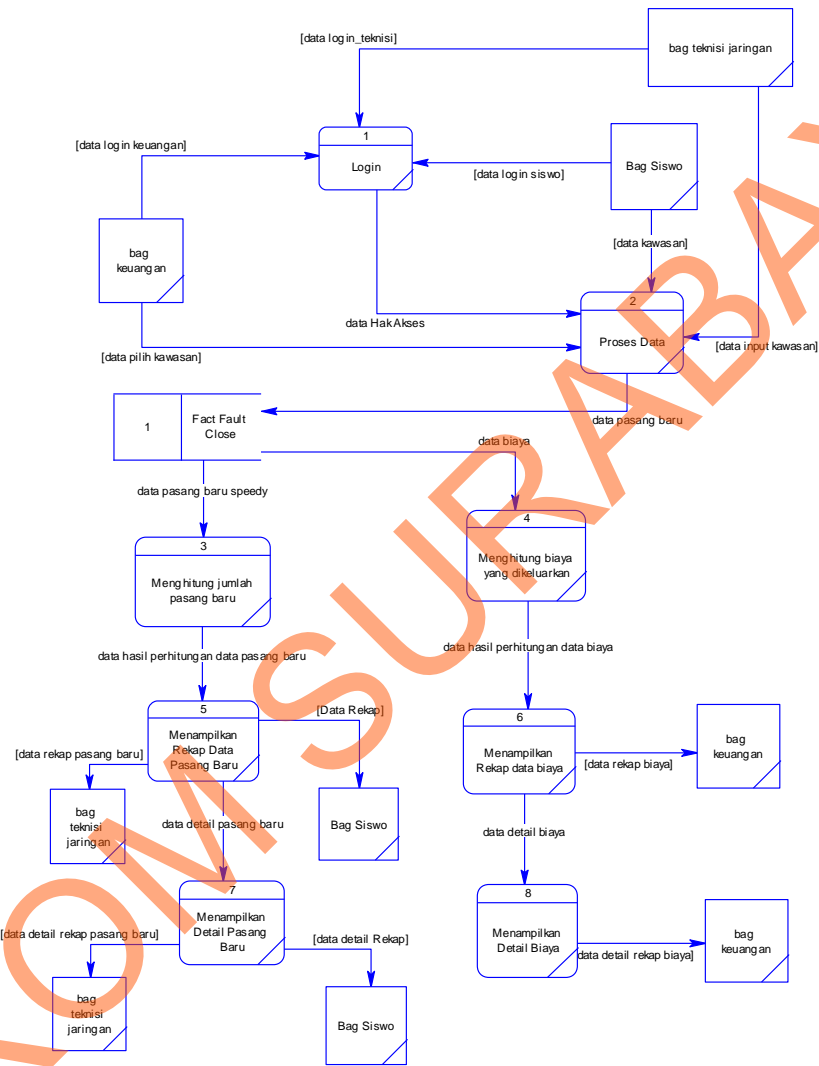 [data login_teknisi]
bag teknisi jaringan
1
Login
[data login keuangan]
[data login siswo]
Bag Siswo
bag
keuangan
[data kawasan]
2
Proses Data
data Hak Akses
[data pilih kawasan]
[data input kawasan]
1
Fact Fault
Close
data pasang baru
data biaya
data pasang baru speedy
3
Menghitung jumlah
pasang baru
4
Menghitung biaya
yang dikeluarkan
data hasil perhitungan data pasang baru
data hasil perhitungan data biaya
5
Menampilkan
Rekap Data
Pasang Baru
[Data Rekap]
6
Menampilkan
Rekap data biaya
bag
keuangan
[data rekap pasang baru]
[data rekap biaya]
bag
teknisi
jaringan
data detail pasang baru
Bag Siswo
data detail biaya
7
Menampilkan
Detail Pasang
Baru
8
Menampilkan
Detail Biaya
bag
keuangan
[data detail rekap pasang baru]
[data detail Rekap]
data detail rekap biaya]
bag
teknisi
jaringan
Bag Siswo
KOM SURABA